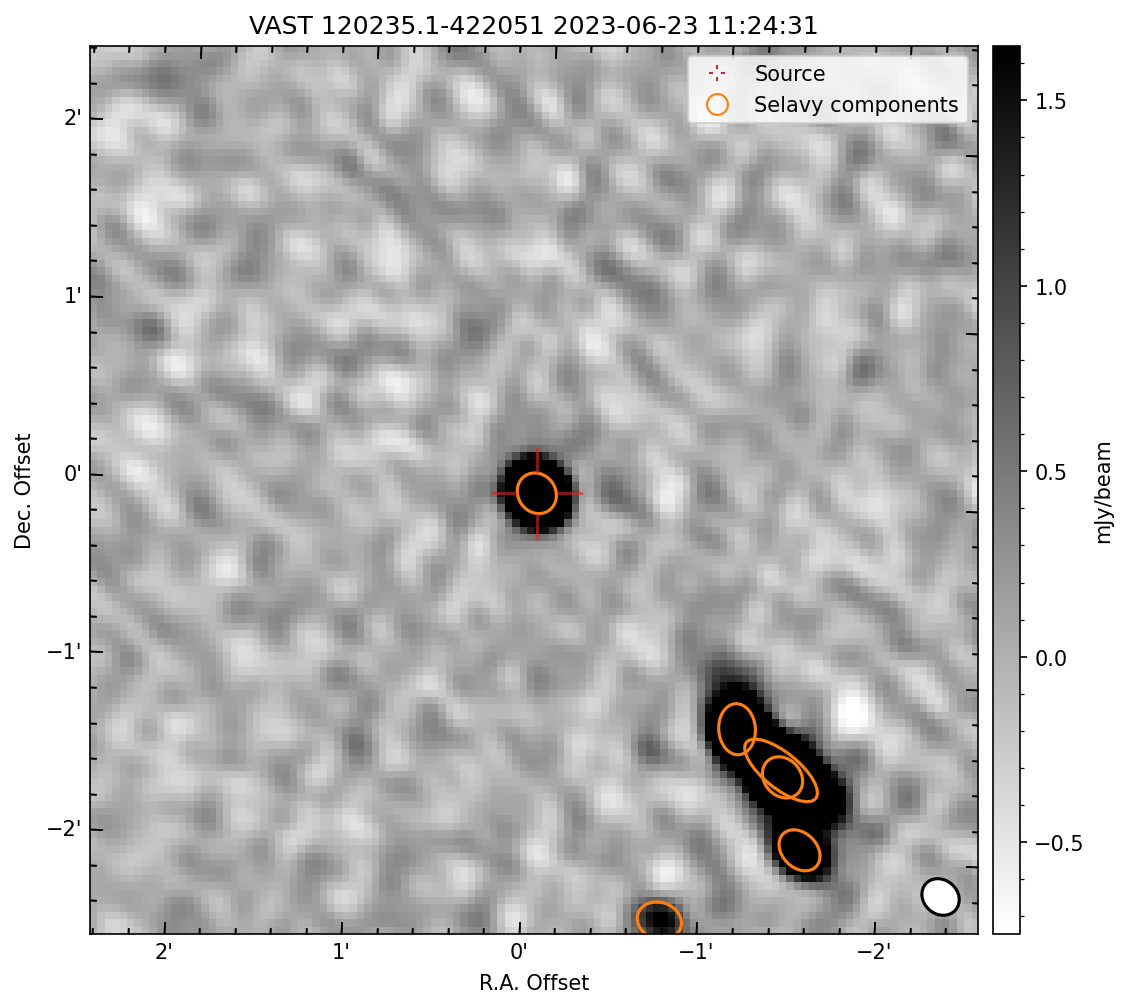 VAST 120235.1-422051 2023-06-23 11:24:31
Source
Selavy components
2'
1'
0'
−1'
−2'
Dec. Offset
2'
1'
0'
−1'
−2'
R.A. Offset
1.5
1.0
0.5
0.0
−0.5
mJy/beam